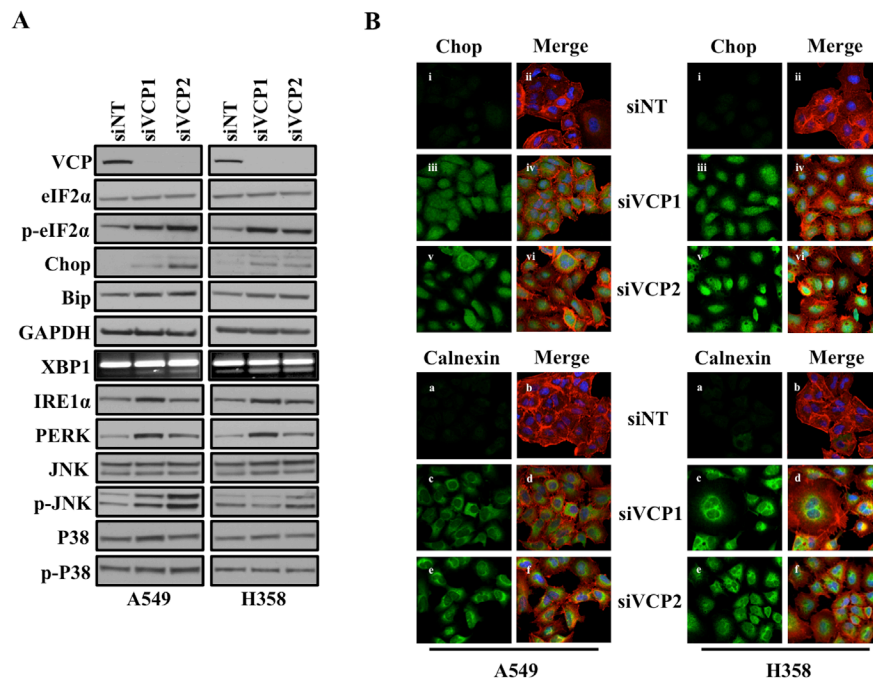 A
siNT siVCP1 siVCP2 siNT siVCP1 siVCP2
VCP
eIF2α
p-eIF2α
Chop
Bip
GAPDH
XBP1
IRE1α
PERK
JNK
p-JNK
P38
p-P38
A549 H358
B
Chop Merge Chop Merge
i ii siNT i ii
iii iv siVCP1 iii iv
v vi siVCP2 v vi
Calnexin Merge Calnexin Merge
a b siNT a b
c d siVCP1 c d
e f siVCP2 e f
A549 H358